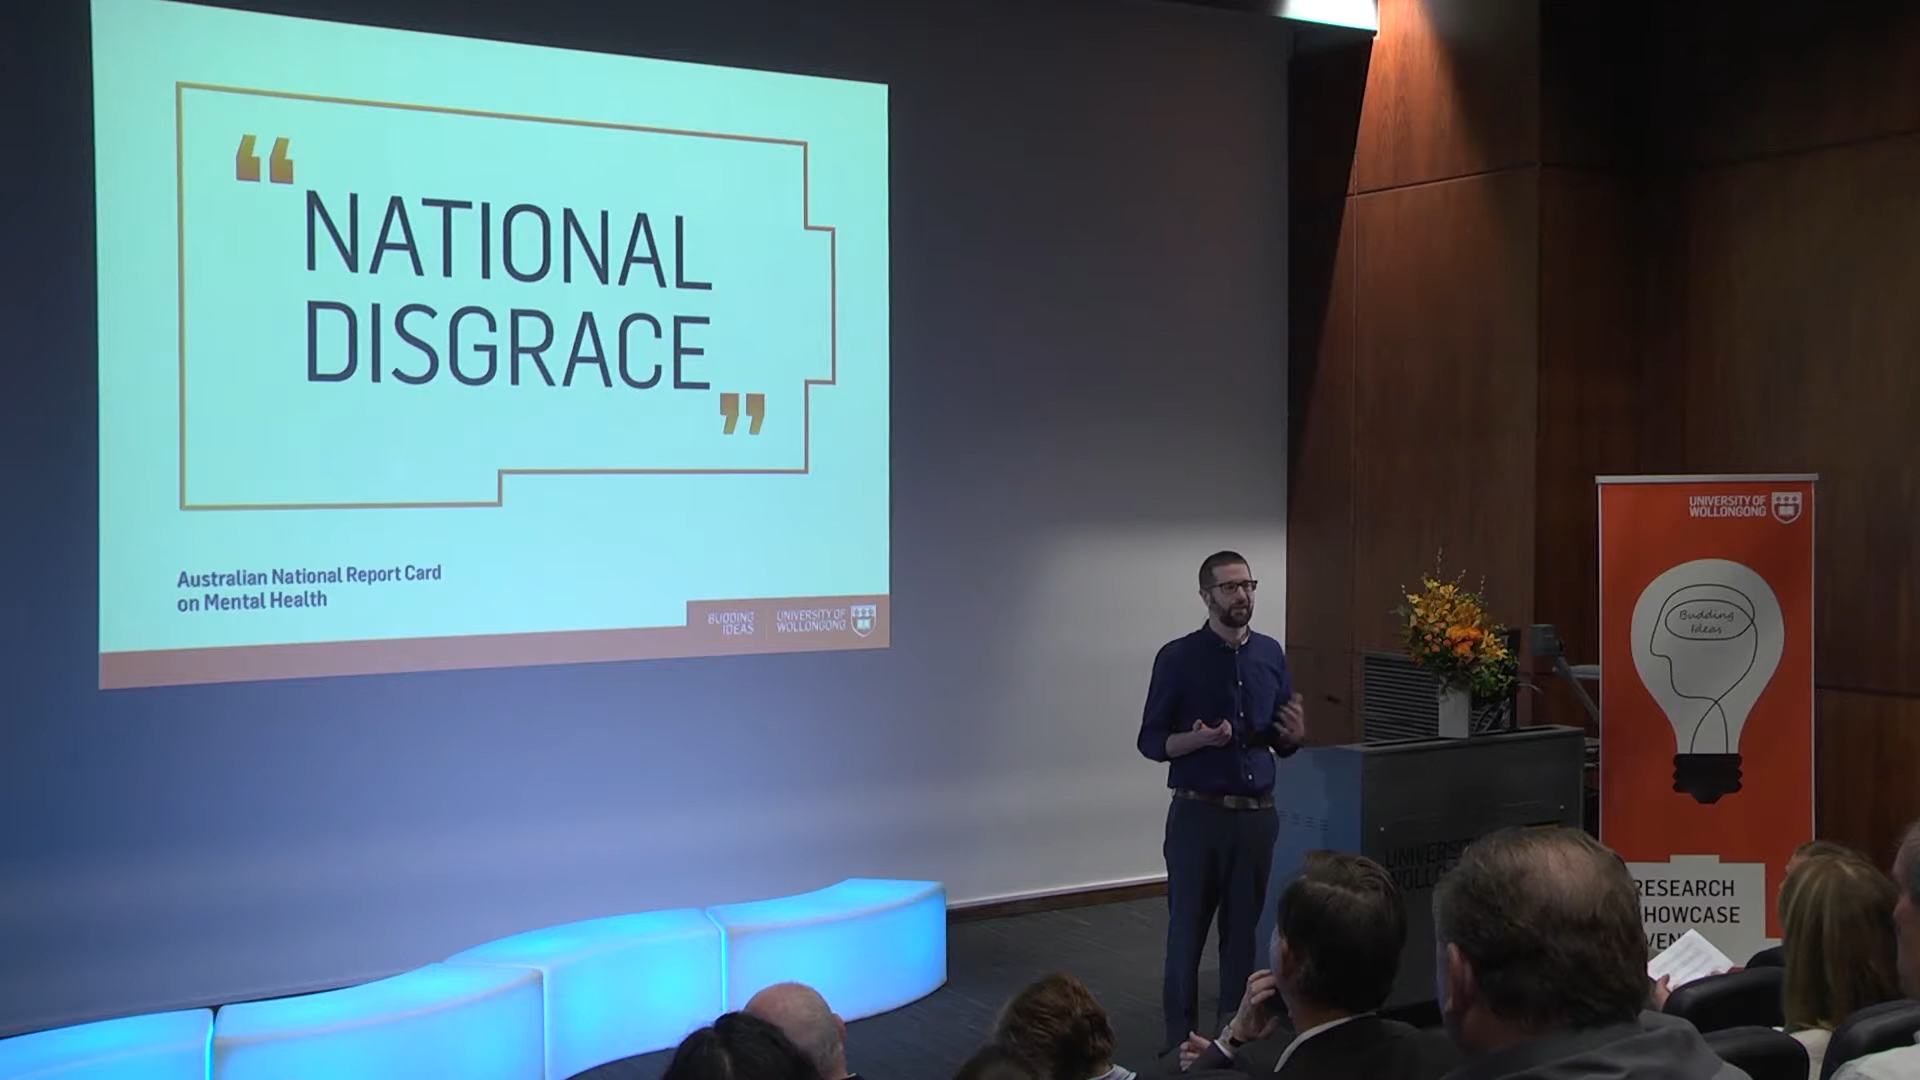 “NATIONAL
DISGRACE”
Australian National Report Card
on Mental Health
BUDDING
IDEAS
UNIVERSITY OF
WOLLONGONG
UNIVERSITY OF
WOLLONGONG
Budding
Ideas
RESEARCH
SHOWCASE